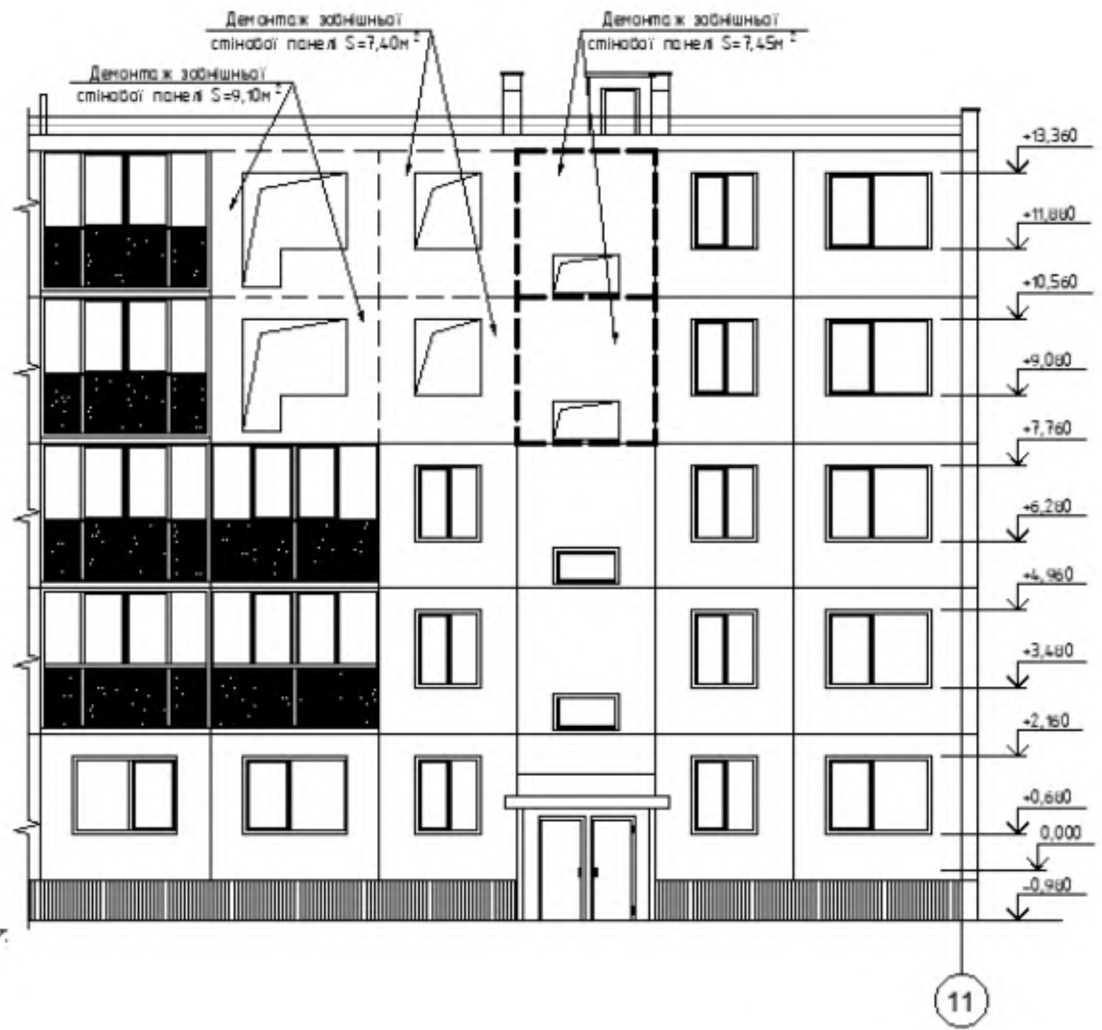 Демонтаж зовнішньої
стінової панелі S=7,40м²
Демонтаж зовнішньої
стінової панелі S=7,45м²
Демонтаж зовнішньої
стінової панелі S=9,10м²
+13,360
+11,880
+10,560
+9,080
+7,760
+6,280
+4,960
+3,480
+2,160
+0,680
0,000
-0,980
11